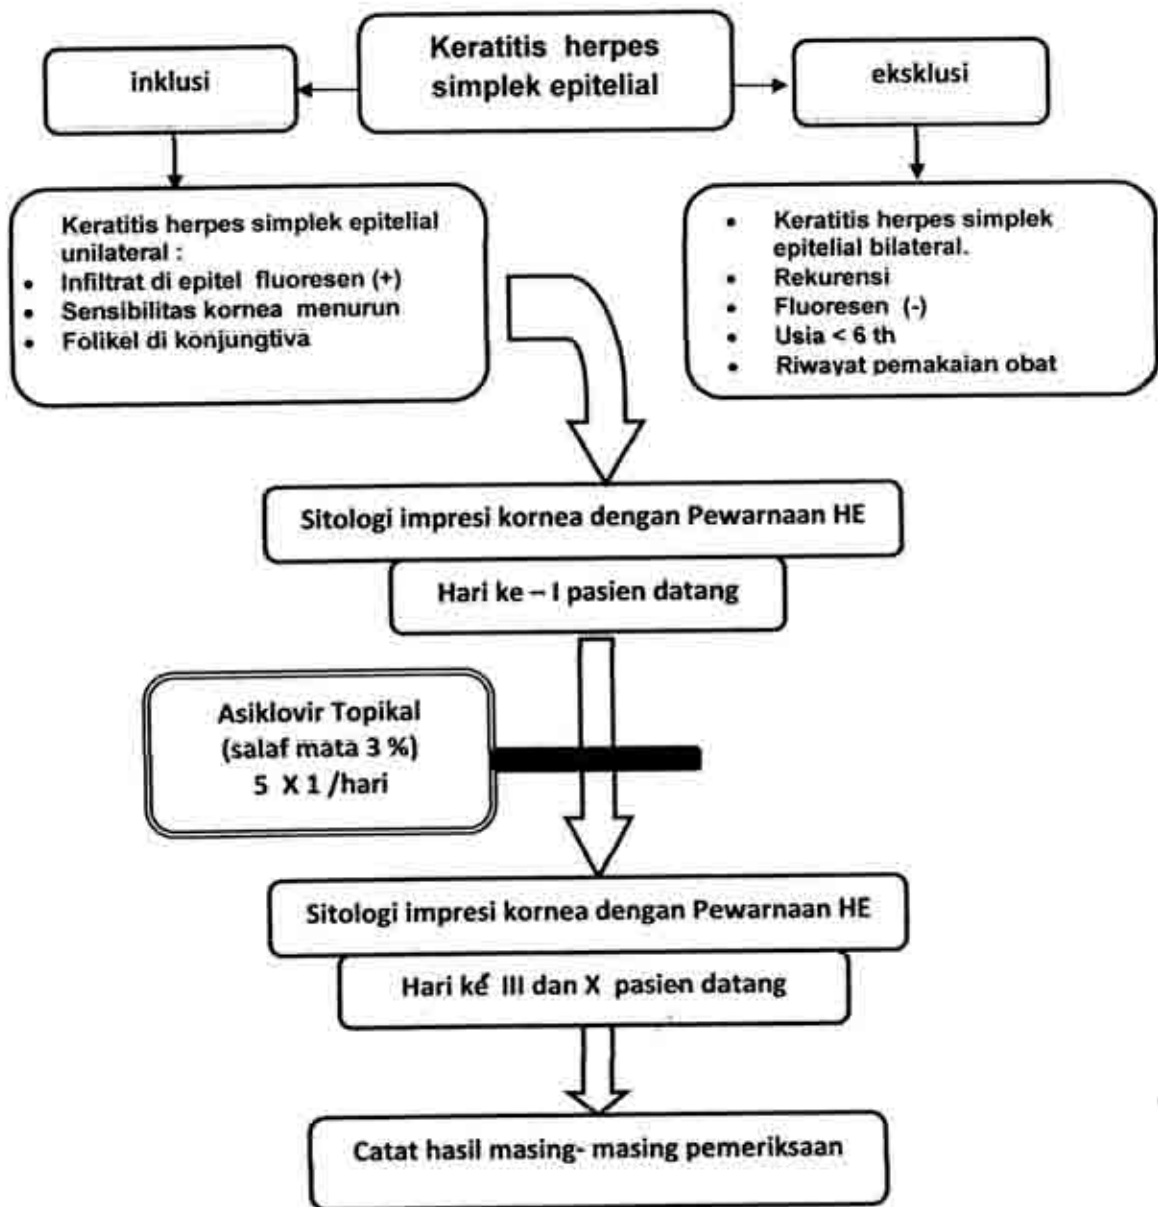 Keratitis herpes
simplek epitelial
inklusi
eksklusi
Keratitis herpes simplek epitelial
unilateral :
• Infiltrat di epitel fluoresen (+)
• Sensibilitas kornea menurun
• Folikel di konjungtiva
• Keratitis herpes simplek
epitelial bilateral.
• Rekurensi
• Fluoresen (-)
• Usia < 6 th
• Riwayat pemakaian obat
Sitologi impresi kornea dengan Pewarnaan HE
Hari ke – I pasien datang
Asiklovir Topikal
(salaf mata 3 %)
5 X 1 /hari
Sitologi impresi kornea dengan Pewarnaan HE
Hari ke III dan X pasien datang
Catat hasil masing- masing pemeriksaan